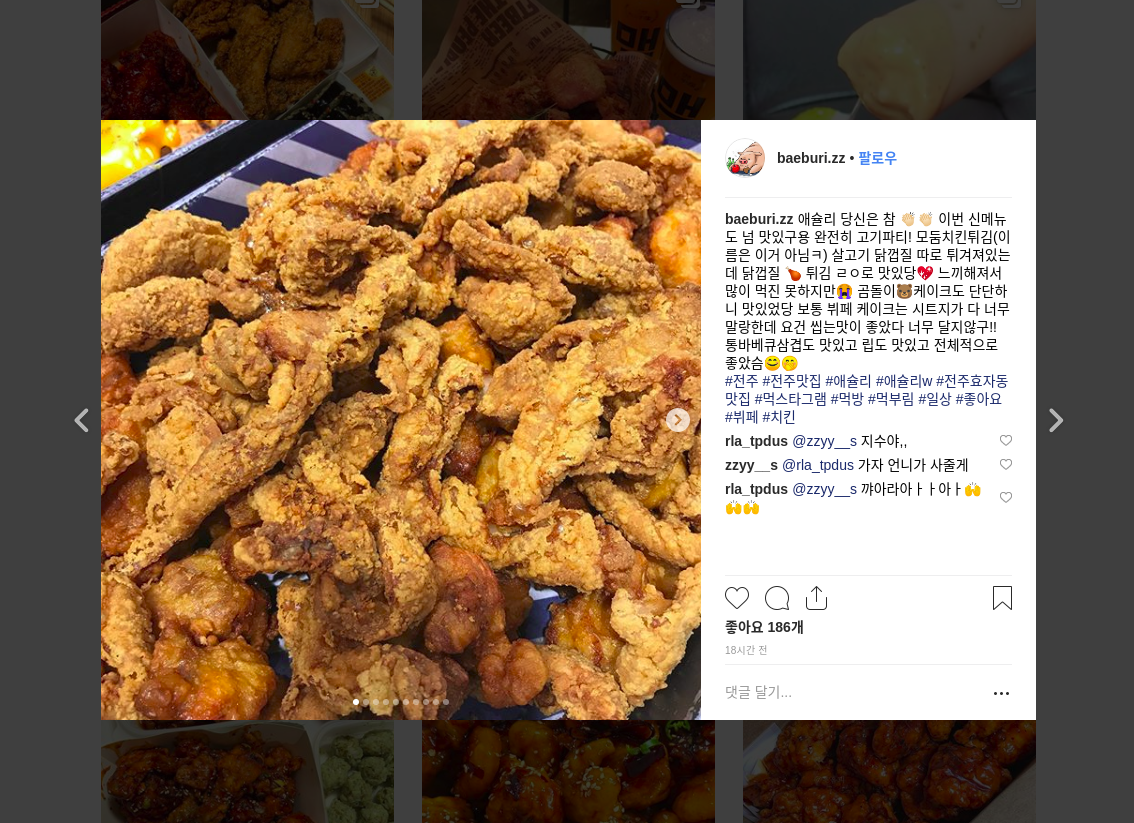 baeburi.zz • 팔로우
baeburi.zz 애슐리 당신은 참 👏🏻👏🏻 이번 신메뉴
도 넘 맛있구용 완전히 고기파티! 모둠치킨튀김(이
름은 이거 아님ㅋ) 살고기 닭껍질 따로 튀겨져있는
데 닭껍질 🍗 튀김 ㄹㅇ로 맛있당💖 느끼해져서
많이 먹진 못하지만😭 곰돌이🐻케이크도 단단하
니 맛있었당 보통 뷔페 케이크는 시트지가 다 너무
말랑한데 요건 씹는맛이 좋았다 너무 달지않구!!
통바베큐삼겹도 맛있고 립도 맛있고 전체적으로
좋았슴😊🤭
#전주 #전주맛집 #애슐리 #애슐리w #전주효자동
맛집 #먹스타그램 #먹방 #먹부림 #일상 #좋아요
#뷔페 #치킨
rla_tpdus @zzyy__s 지수야,,
zzyy__s @rla_tpdus 가자 언니가 사줄게
rla_tpdus @zzyy__s 꺄아라아ㅏㅏ아ㅏ🙌
🙌🙌
좋아요 186개
18시간 전
댓글 달기...